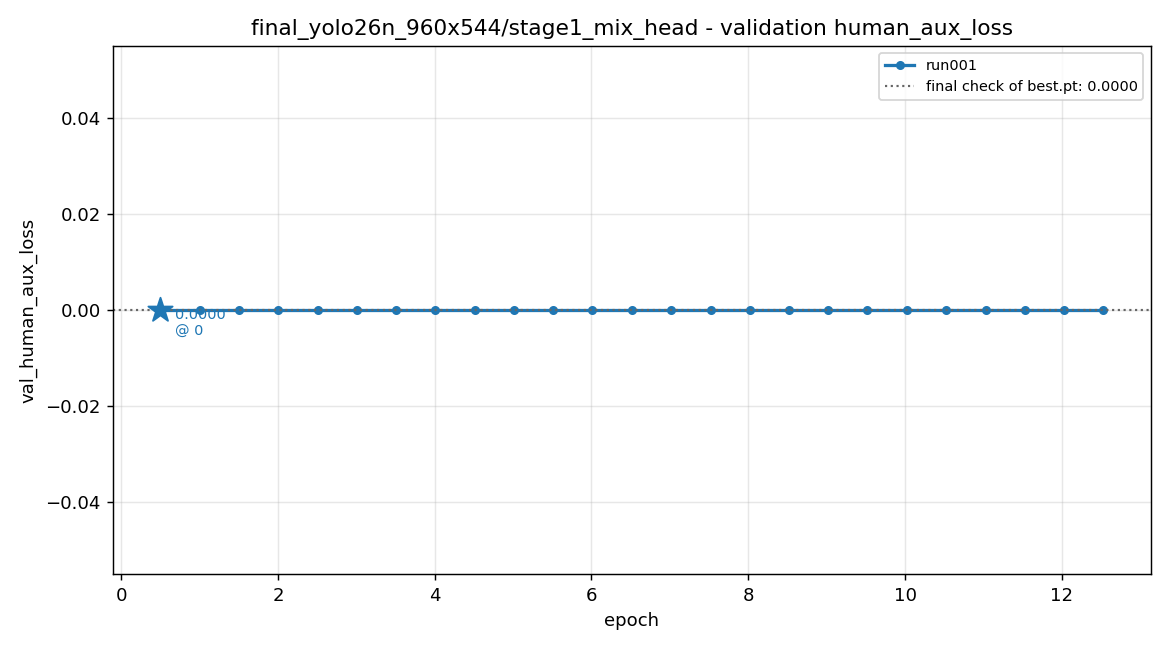 final_yolo26n_960x544/stage1_mix_head - validation human_aux_loss
run001
final check of best.pt: 0.0000
0.04
0.02
0.00
−0.02
−0.04
val_human_aux_loss
0.0000
@ 0
0 2 4 6 8 10 12
epoch